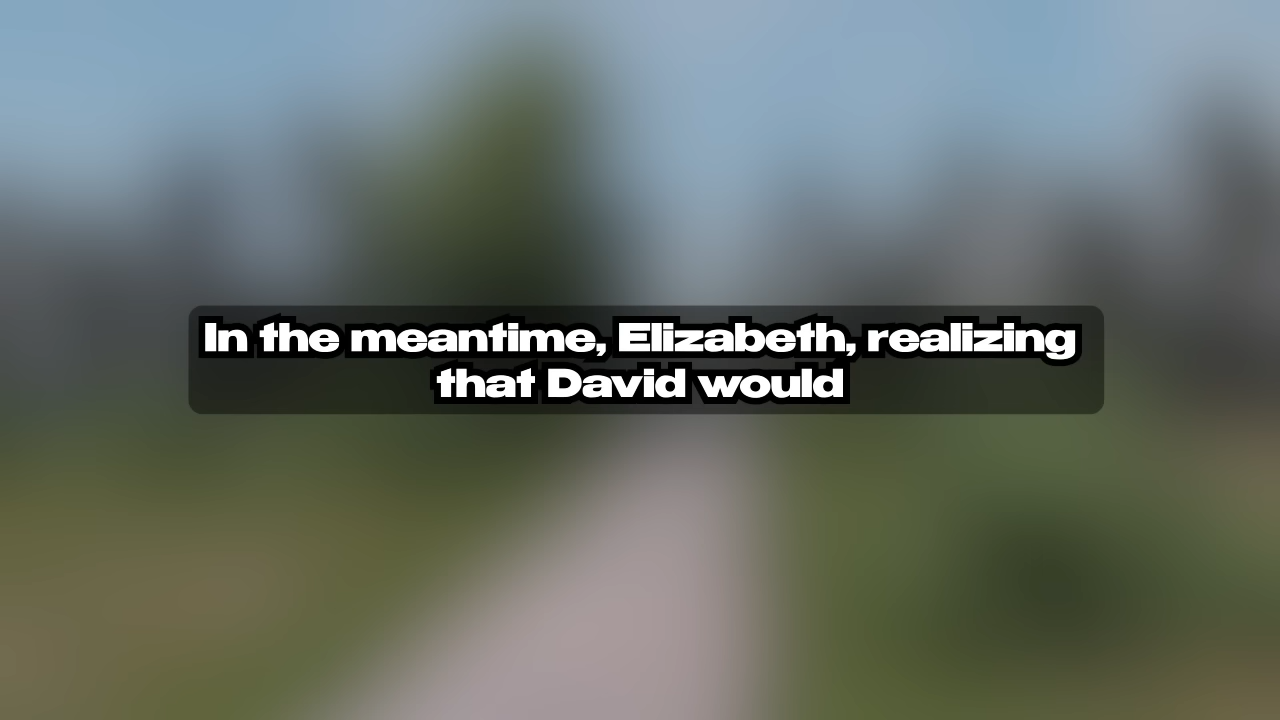 In the meantime, Elizabeth, realizing
that David would